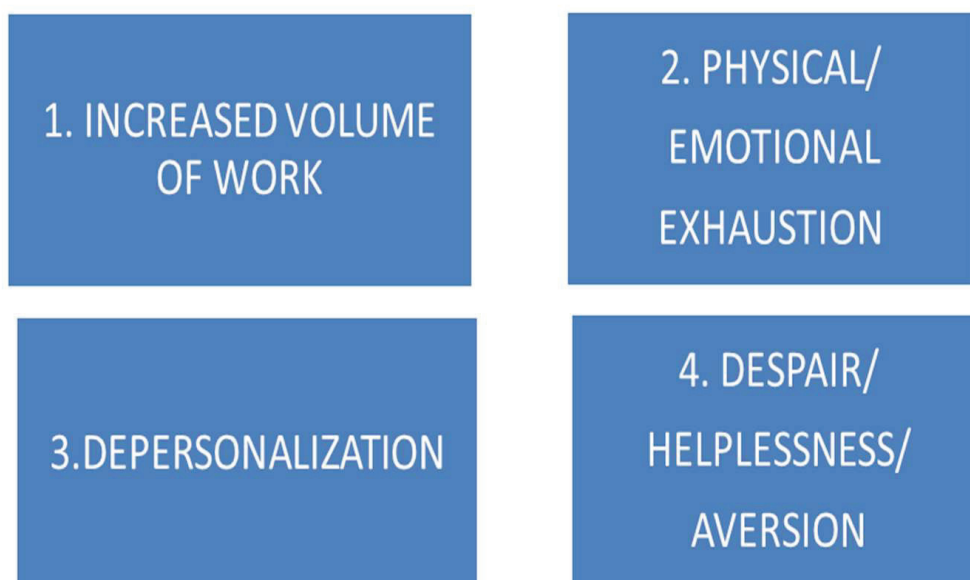 1. INCREASED VOLUME
OF WORK
2. PHYSICAL/
EMOTIONAL
EXHAUSTION
3.DEPERSONALIZATION
4. DESPAIR/
HELPLESSNESS/
AVERSION